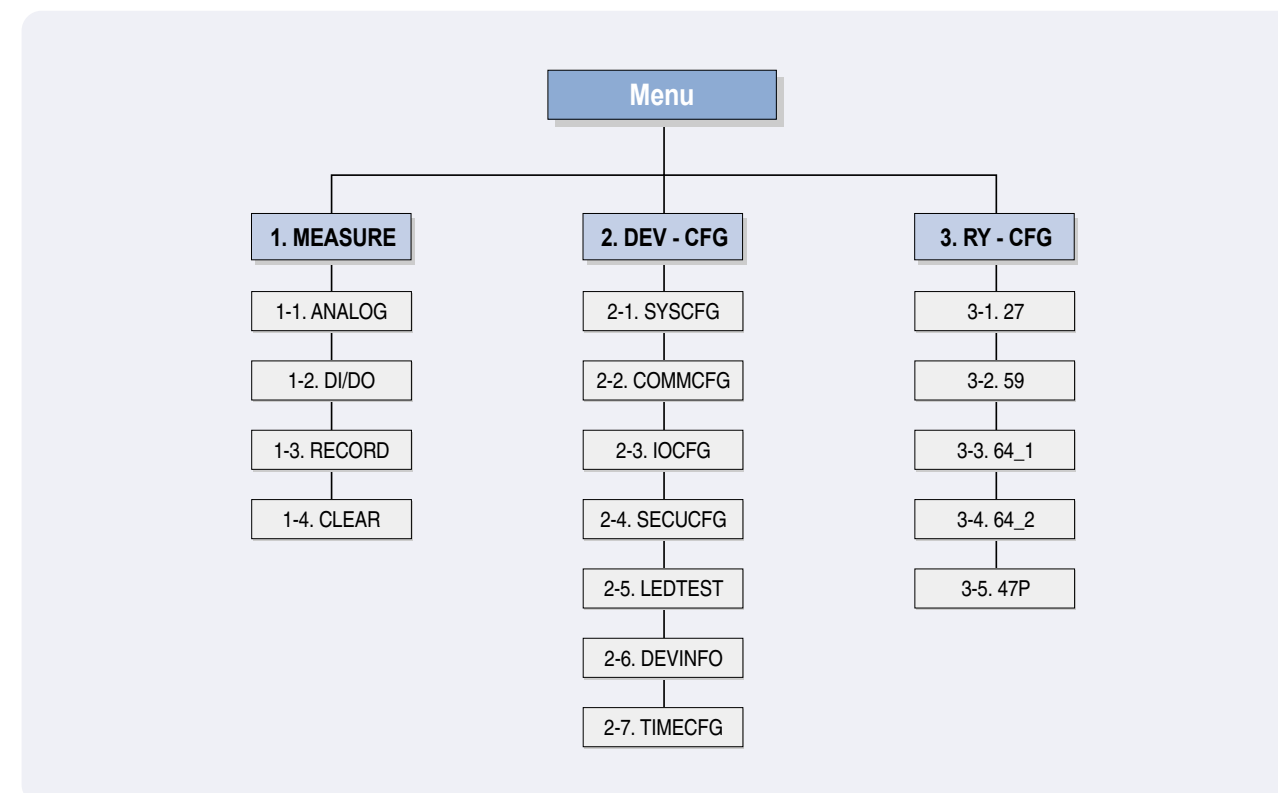 Menu
1. MEASURE
1-1. ANALOG
1-2. DI/DO
1-3. RECORD
1-4. CLEAR
2. DEV - CFG
2-1. SYSCFG
2-2. COMMCFG
2-3. IOCFG
2-4. SECUCFG
2-5. LEDTEST
2-6. DEVINFO
2-7. TIMECFG
3. RY - CFG
3-1. 27
3-2. 59
3-3. 64_1
3-4. 64_2
3-5. 47P